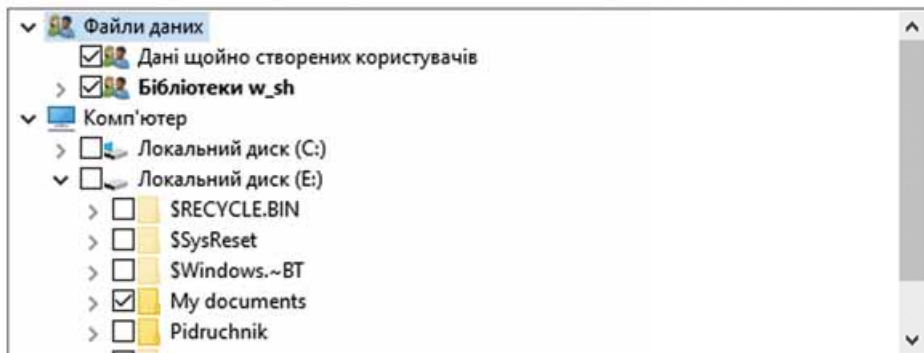 Файли даних
Дані щойно створених користувачів
Бібліотеки w_sh
Комп'ютер
Локальний диск (C:)
Локальний диск (E:)
$RECYCLE.BIN
$SysReset
$Windows.~BT
My documents
Pidruchnik